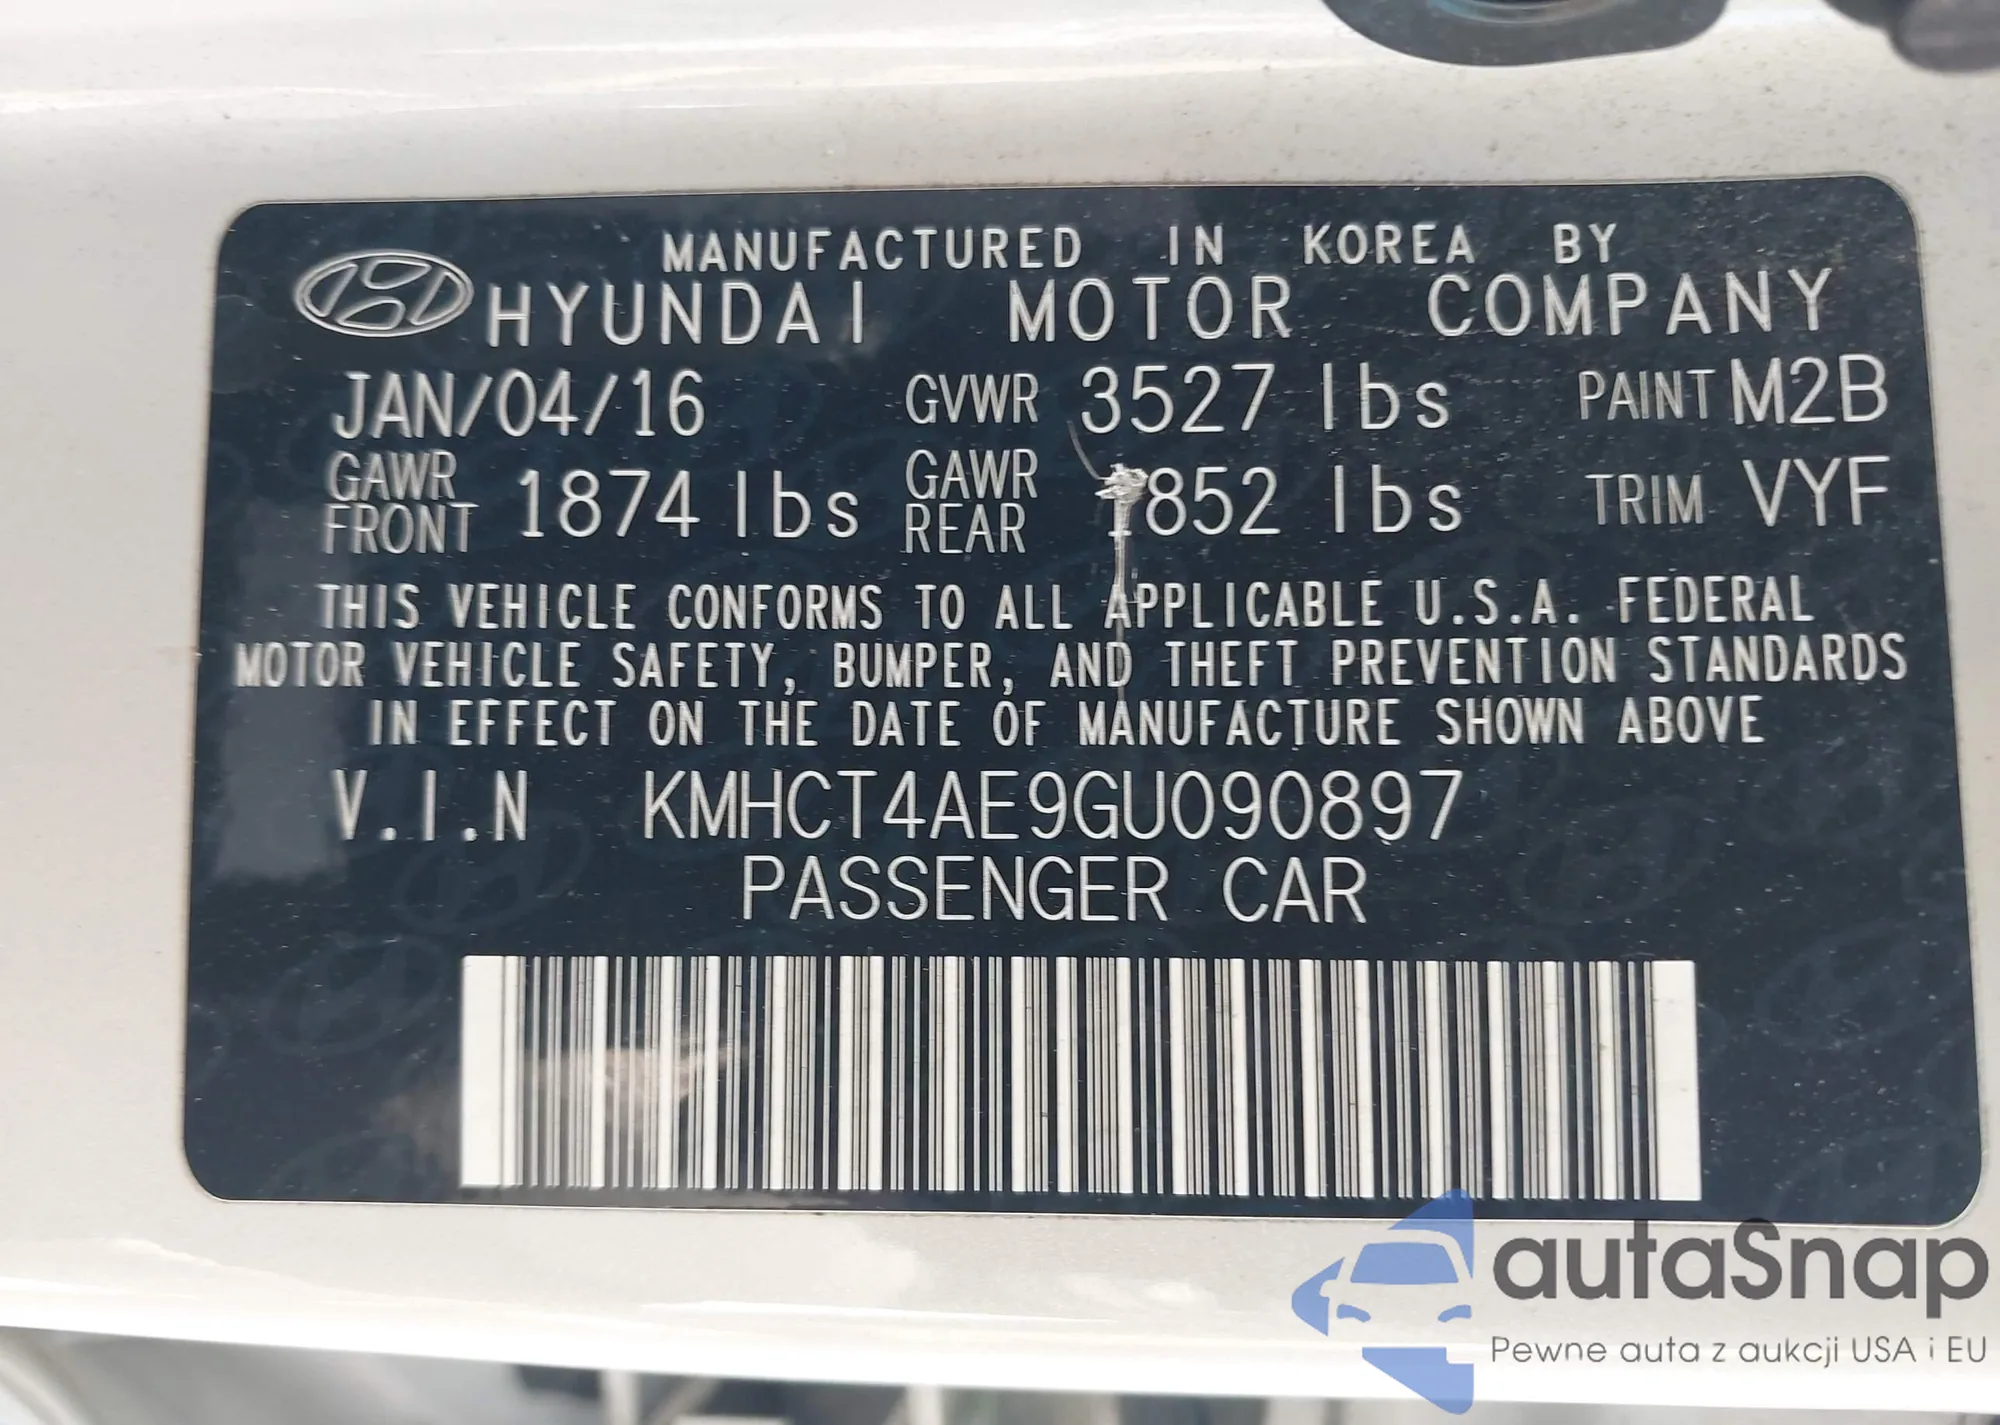 MANUFACTURED IN KOREA BY
HYUNDAI MOTOR COMPANY
JAN/04/16 GVWR 3527 lbs PAINT M2B
GAWR FRONT 1874 lbs GAWR REAR 1852 lbs TRIM VYF
THIS VEHICLE CONFORMS TO ALL APPLICABLE U.S.A. FEDERAL
MOTOR VEHICLE SAFETY, BUMPER, AND THEFT PREVENTION STANDARDS
IN EFFECT ON THE DATE OF MANUFACTURE SHOWN ABOVE
V.I.N KMHCT4AE9GU090897
PASSENGER CAR
autaSnap
Pewne auta z aukcji USA i EU